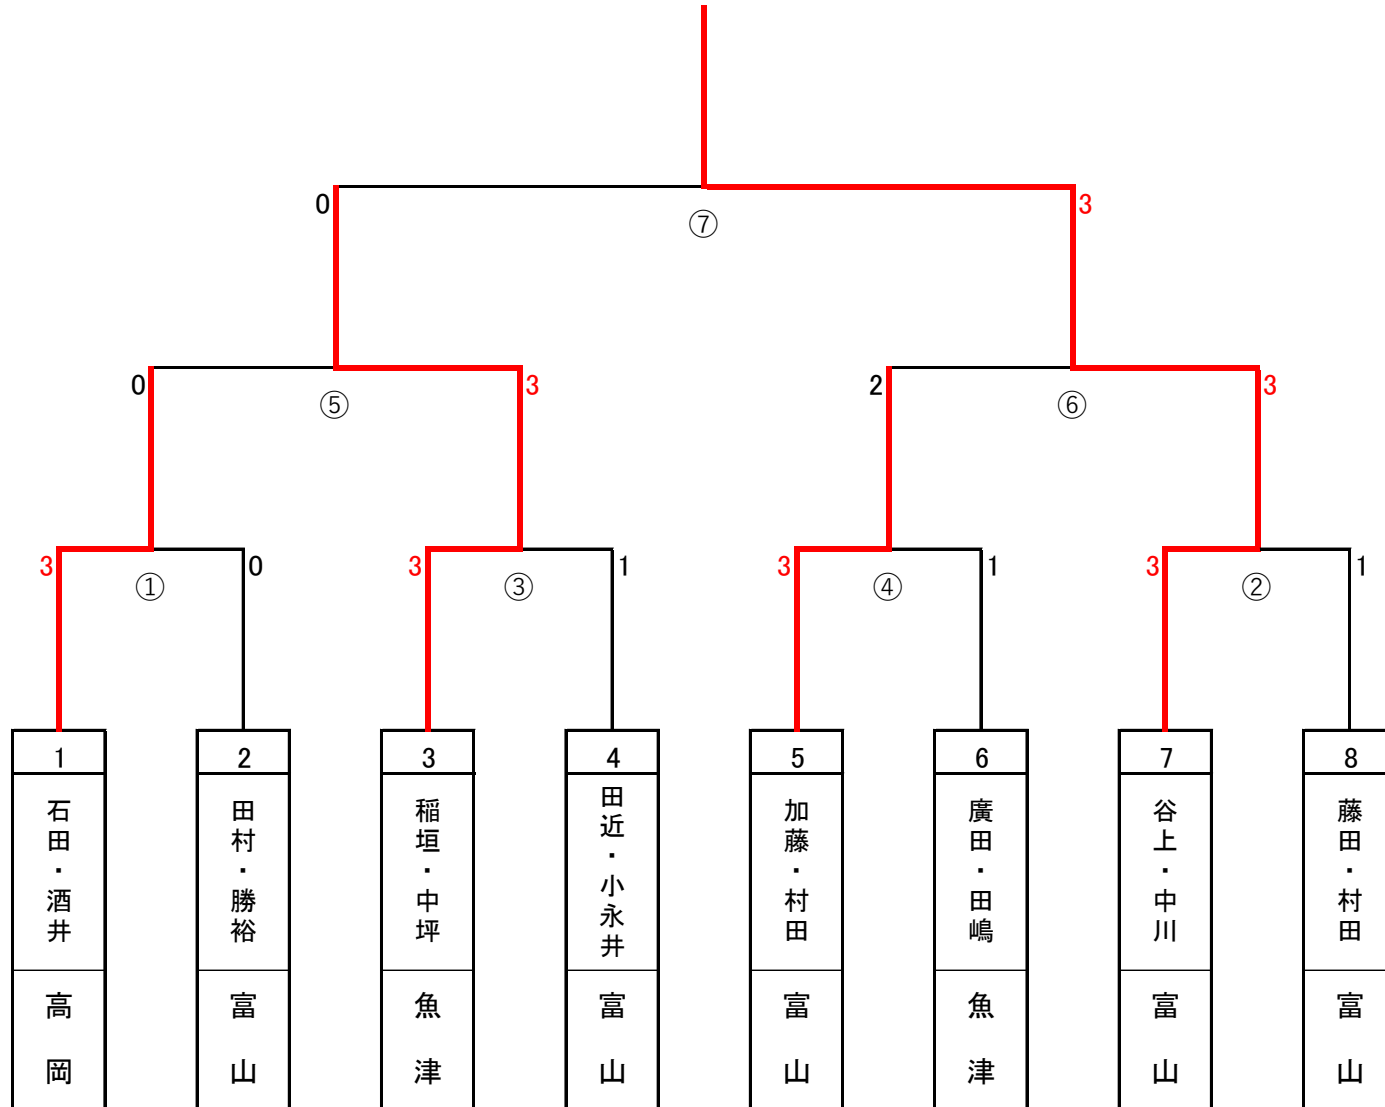 0 3
⑦
0 3 2 3
⑤ ⑥
3 0 3 1 3 1 3 1
① ③ ④ ②
1 2 3 4 5 6 7 8
石田・酒井
田村・勝裕
稲垣・中坪
田近・小永井
加藤・村田
廣田・田嶋
谷上・中川
藤田・村田
高岡
富山
魚津
富山
富山
魚津
富山
富山